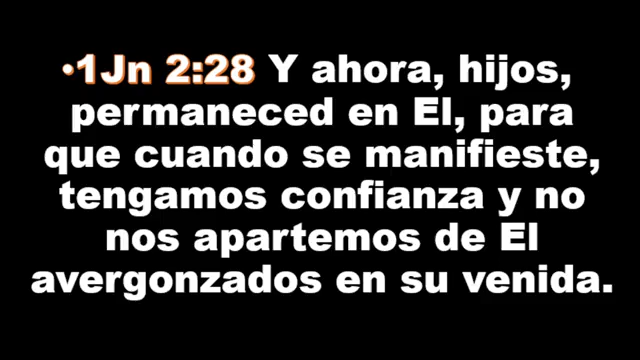 •1Jn 2:28 Y ahora, hijos,
permaneced en El, para
que cuando se manifieste,
tengamos confianza y no
nos apartemos de El
avergonzados en su venida.